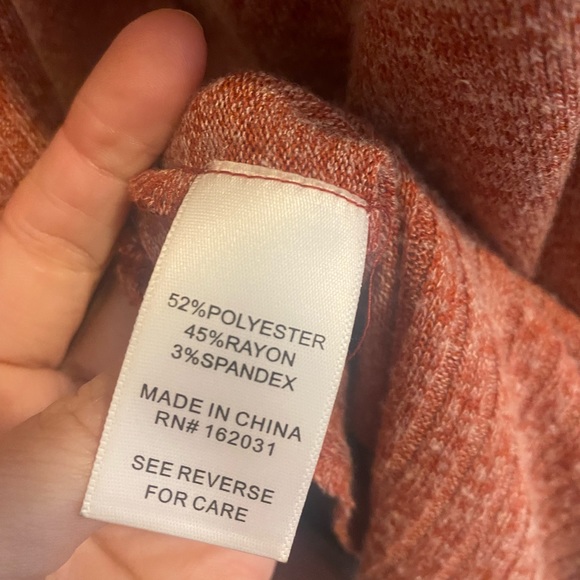 52%POLYESTER
45%RAYON
3%SPANDEX
MADE IN CHINA
RN# 162031
SEE REVERSE
FOR CARE